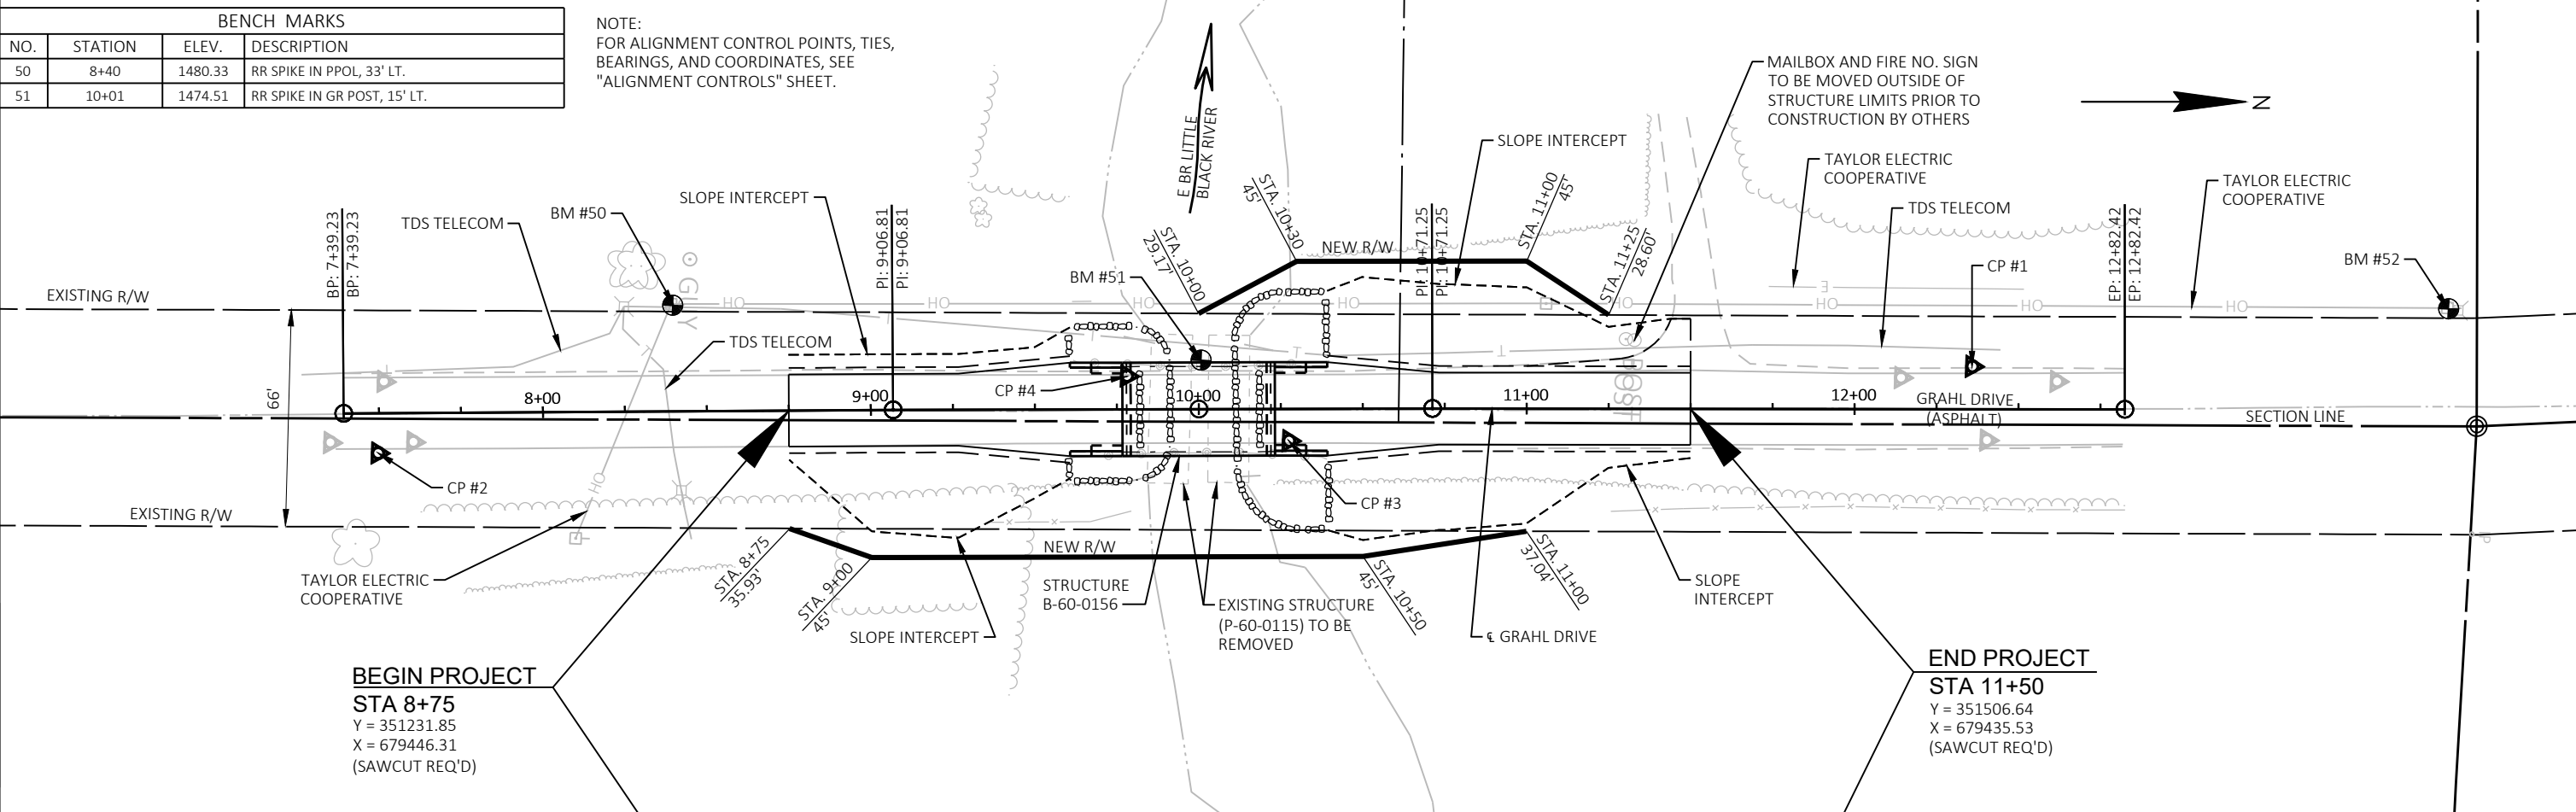 BENCH MARKS
NO. STATION ELEV. DESCRIPTION
50 8+40 1480.33 RR SPIKE IN PPOL, 33' LT.
51 10+01 1474.51 RR SPIKE IN GR POST, 15' LT.
NOTE:
FOR ALIGNMENT CONTROL POINTS, TIES,
BEARINGS, AND COORDINATES, SEE
"ALIGNMENT CONTROLS" SHEET.
E BR LITTLE
BLACK RIVER
MAILBOX AND FIRE NO. SIGN
TO BE MOVED OUTSIDE OF
STRUCTURE LIMITS PRIOR TO
CONSTRUCTION BY OTHERS
N
SLOPE INTERCEPT
TAYLOR ELECTRIC
COOPERATIVE
TAYLOR ELECTRIC
COOPERATIVE
SLOPE INTERCEPT
BM #50
TDS TELECOM
BP: 7+39.23
BP: 7+39.23
PI: 9+06.81
PI: 9+06.81
STA. 10+00
29.17'
STA. 10+30
45'
NEW R/W
PI: 10+71.25
PI: 10+71.25
STA. 11+00
45'
STA. 11+25
28.60'
TDS TELECOM
EP: 12+82.42
EP: 12+82.42
CP #1
BM #52
BM #51
EXISTING R/W
GUY
HO
HO
HO
HO
HO
HO
HO
HO
HO
E
T
T
T
TDS TELECOM
66'
CP #4
8+00
9+00
10+00
11+00
12+00
GRAHL DRIVE
(ASPHALT)
SECTION LINE
CP #2
HO
CP #3
EXISTING R/W
NEW R/W
STA. 8+75
35.93'
STA. 9+00
45'
STA. 10+50
45'
STA. 11+00
37.04'
TAYLOR ELECTRIC
COOPERATIVE
SLOPE INTERCEPT
STRUCTURE
B-60-0156
EXISTING STRUCTURE
(P-60-0115) TO BE
REMOVED
℄ GRAHL DRIVE
SLOPE
INTERCEPT
BEGIN PROJECT
STA 8+75
Y = 351231.85
X = 679446.31
(SAWCUT REQ'D)
END PROJECT
STA 11+50
Y = 351506.64
X = 679435.53
(SAWCUT REQ'D)